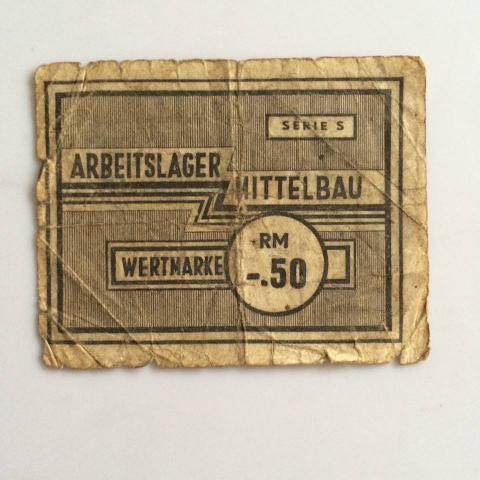 SERIE S
ARBEITSLAGER
MITTELBAU
RM
WERTMARKE
-.50